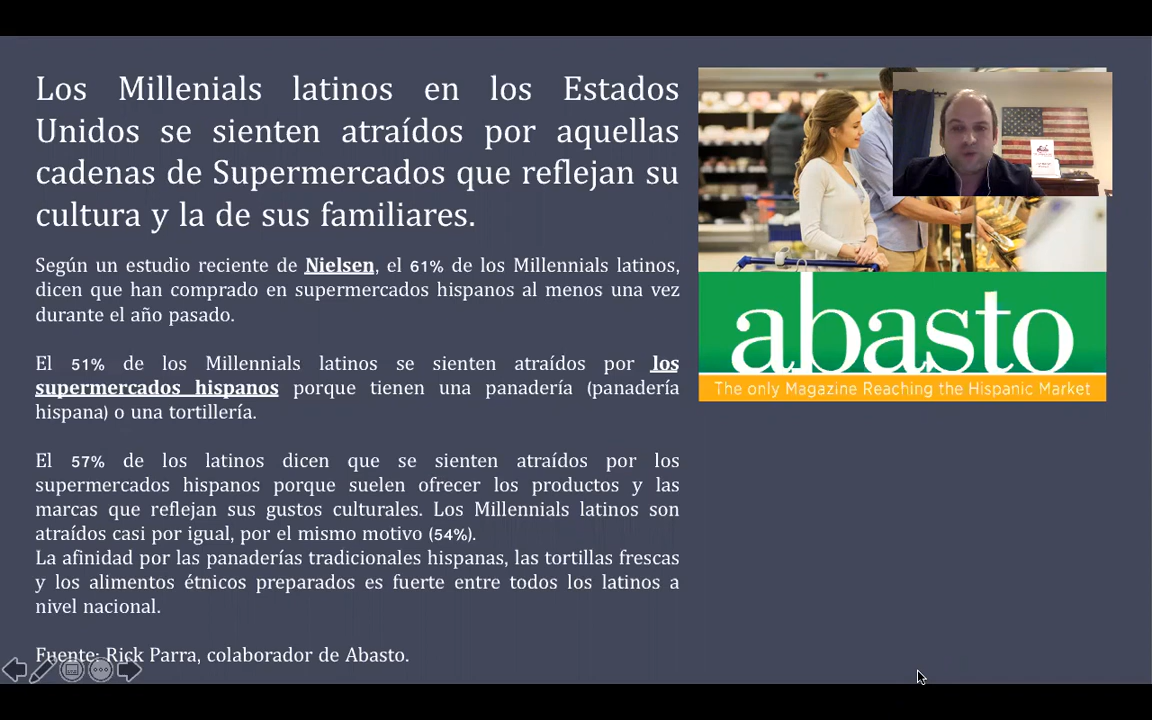 Los Millenials latinos en los Estados
Unidos se sienten atraídos por aquellas
cadenas de Supermercados que reflejan su
cultura y la de sus familiares.
Según un estudio reciente de Nielsen, el 61% de los Millennials latinos,
dicen que han comprado en supermercados hispanos al menos una vez
durante el año pasado.
El 51% de los Millennials latinos se sienten atraídos por los
supermercados hispanos porque tienen una panadería (panadería
hispana) o una tortillería.
El 57% de los latinos dicen que se sienten atraídos por los
supermercados hispanos porque suelen ofrecer los productos y las
marcas que reflejan sus gustos culturales. Los Millennials latinos son
atraídos casi por igual, por el mismo motivo (54%).
La afinidad por las panaderías tradicionales hispanas, las tortillas frescas
y los alimentos étnicos preparados es fuerte entre todos los latinos a
nivel nacional.
Fuente: Rick Parra, colaborador de Abasto.
abasto
The only Magazine Reaching the Hispanic Market